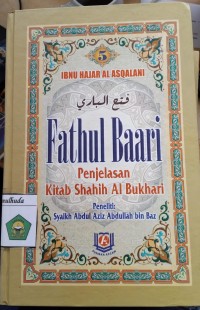 5
IBNU HAJAR AL ASQALANI
فتح الباري
Fathul Baari
Penjelasan
Kitab Shahih Al Bukhari
Peneliti:
Syaikh Abdul Aziz Abdullah bin Baz